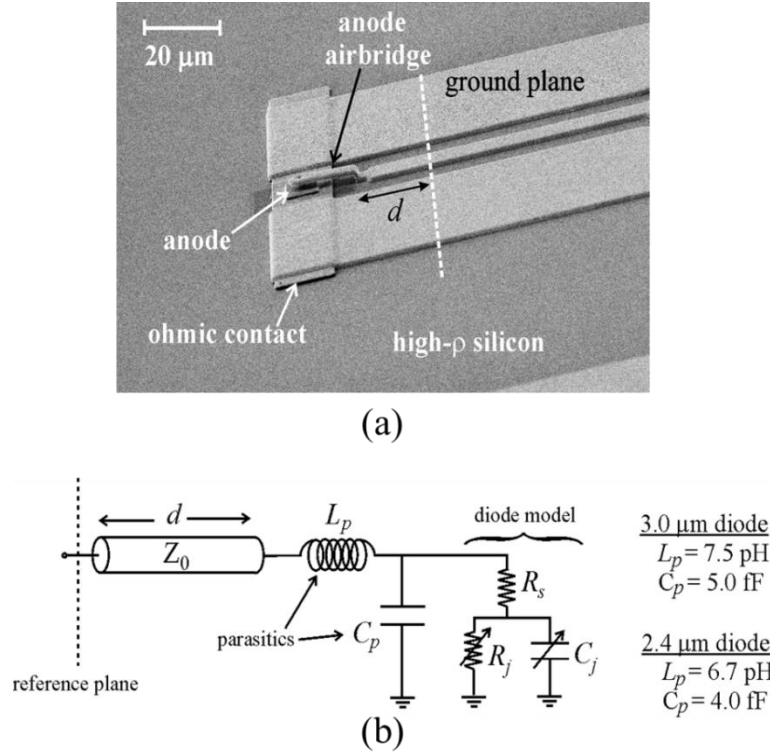 20 μm
anode
airbridge
ground plane
d
anode
ohmic contact
high-ρ silicon
(a)
d
Z0
Lp
diode model
Rs
parasitics
Cp
Rj
Cj
reference plane
3.0 μm diode
Lp = 7.5 pH
Cp = 5.0 fF
2.4 μm diode
Lp = 6.7 pH
Cp = 4.0 fF
(b)